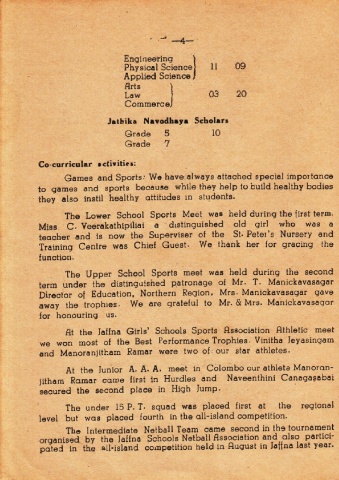 —4—
Engineering
Physical Science 11 09
Applied Science
Arts
Law 03 20
Commerce
Jathika Navodhaya Scholars
Grade 5 10
Grade 7
Co-curricular activities:
Games and Sports: We have always attached special importance
to games and sports because while they help to build healthy bodies
they also instil healthy attitudes in students.
The Lower School Sports Meet was held during the first term.
Miss C. Veerakathipillai a distinguished old girl who was a
teacher and is now the Superviser of the St. Peter's Nursery and
Training Centre was Chief Guest. We thank her for gracing the
function.
The Upper School Sports meet was held during the second
term under the distinguished patronage of Mr. T. Manickavasagar
Director of Education, Northern Region. Mrs. Manickavasagar gave
away the trophies. We are grateful to Mr. & Mrs. Manickavasagar
for honouring us.
At the Jaffna Girls' Schools Sports Association Athletic meet
we won most of the Best Performance Trophies. Vinitha Jeyasingam
and Manoranjitham Ramar were two of our star athletes.
At the Junior A. A. A. meet in Colombo our athlete Manoran-
jitham Ramar came first in Hurdles and Naveenthini Canagasabai
secured the second place in High Jump.
The under 15 P. T. squad was placed first at the regional
level but was placed fourth in the all-island competition.
The Intermediate Netball Team came second in the tournament
organised by the Jaffna Schools Netball Association and also partici-
pated in the all-island competition held in August in Jaffna last year.